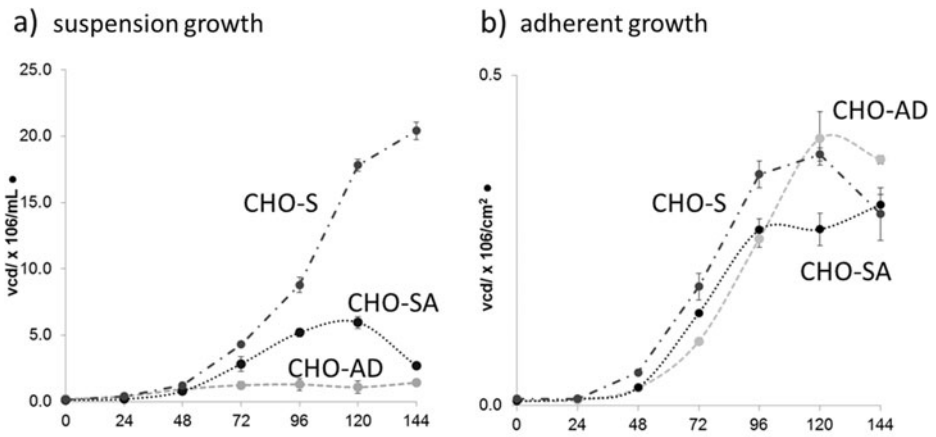 a) suspension growth
25.0
20.0
15.0
10.0
5.0
0.0
vcd/ x 106/mL •
CHO-S
CHO-SA
CHO-AD
0 24 48 72 96 120 144
b) adherent growth
0.5
0.0
vcd/ x 106/cm² •
CHO-AD
CHO-S
CHO-SA
0 24 48 72 96 120 144